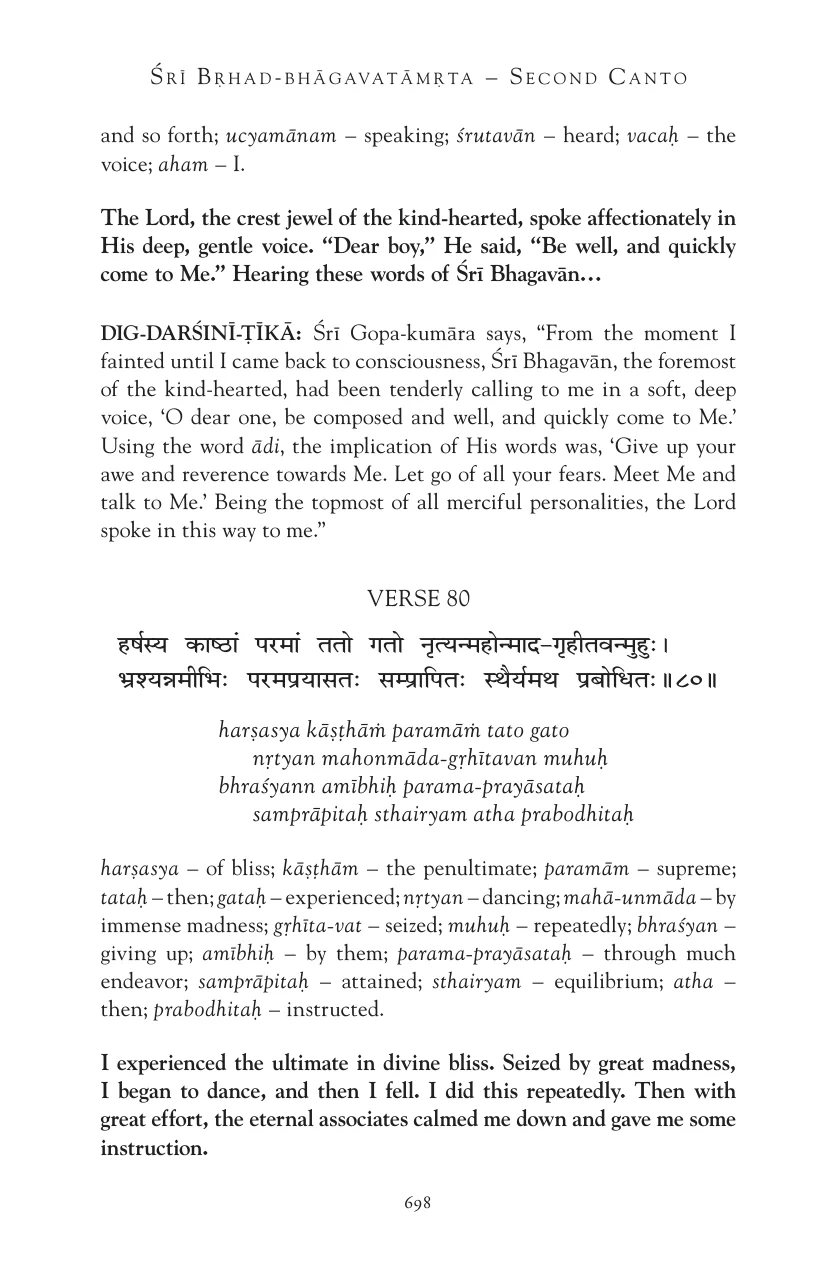 ŚRĪ BṚHAD-BHĀGAVATĀMṚTA – SECOND CANTO
and so forth; ucyamānam – speaking; śrutavān – heard; vacaḥ – the
voice; aham – I.
The Lord, the crest jewel of the kind-hearted, spoke affectionately in
His deep, gentle voice. “Dear boy,” He said, “Be well, and quickly
come to Me.” Hearing these words of Śrī Bhagavān…
DIG-DARŚINĪ-ṬĪKĀ: Śrī Gopa-kumāra says, “From the moment I
fainted until I came back to consciousness, Śrī Bhagavān, the foremost
of the kind-hearted, had been tenderly calling to me in a soft, deep
voice, ‘O dear one, be composed and well, and quickly come to Me.’
Using the word ādi, the implication of His words was, ‘Give up your
awe and reverence towards Me. Let go of all your fears. Meet Me and
talk to Me.’ Being the topmost of all merciful personalities, the Lord
spoke in this way to me.”
VERSE 80
हर्षस्य काष्ठां परमां ततो गतो नृत्यन्महोन्माद-गृहीतवन्मुहुः।
भ्रश्यन्नमीभिः परमप्रयासतः सम्प्रापितः स्थैर्यमथ प्रबोधितः॥८०॥
harṣasya kāṣṭhāṁ paramāṁ tato gato
nṛtyan mahonmāda-gṛhītavan muhuḥ
bhraśyann amībhiḥ parama-prayāsataḥ
samprāpitaḥ sthairyam atha prabodhitaḥ
harṣasya – of bliss; kāṣṭhām – the penultimate; paramām – supreme;
tataḥ – then; gataḥ – experienced; nṛtyan – dancing; mahā-unmāda – by
immense madness; gṛhīta-vat – seized; muhuḥ – repeatedly; bhraśyan –
giving up; amībhiḥ – by them; parama-prayāsataḥ – through much
endeavor; samprāpitaḥ – attained; sthairyam – equilibrium; atha –
then; prabodhitaḥ – instructed.
I experienced the ultimate in divine bliss. Seized by great madness,
I began to dance, and then I fell. I did this repeatedly. Then with
great effort, the eternal associates calmed me down and gave me some
instruction.
698